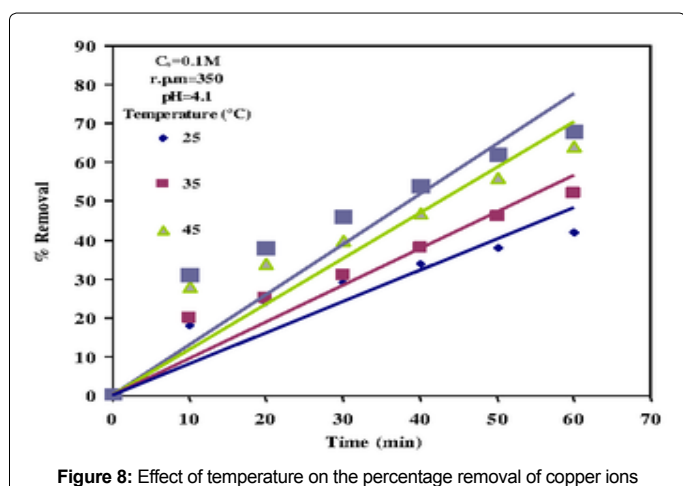 90
80
70
60
50
40
30
20
10
0
% Removal
C₀=0.1M
r.p.m=350
pH=4.1
Temperature (°C)
25
35
45
0 10 20 30 40 50 60 70
Time (min)
Figure 8: Effect of temperature on the percentage removal of copper ions